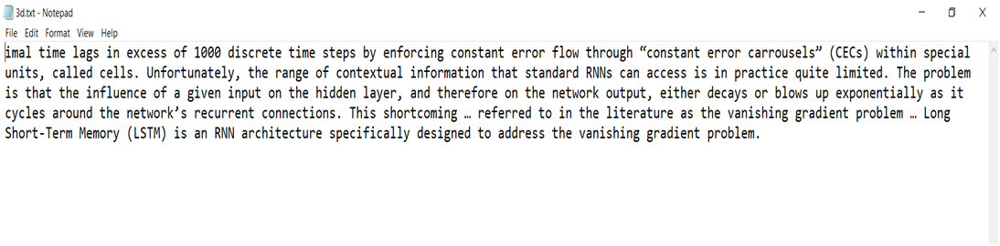 3d.txt - Notepad
File Edit Format View Help
imal time lags in excess of 1000 discrete time steps by enforcing constant error flow through “constant error carrousels” (CECs) within special
units, called cells. Unfortunately, the range of contextual information that standard RNNs can access is in practice quite limited. The problem
is that the influence of a given input on the hidden layer, and therefore on the network output, either decays or blows up exponentially as it
cycles around the network’s recurrent connections. This shortcoming … referred to in the literature as the vanishing gradient problem … Long
Short-Term Memory (LSTM) is an RNN architecture specifically designed to address the vanishing gradient problem.